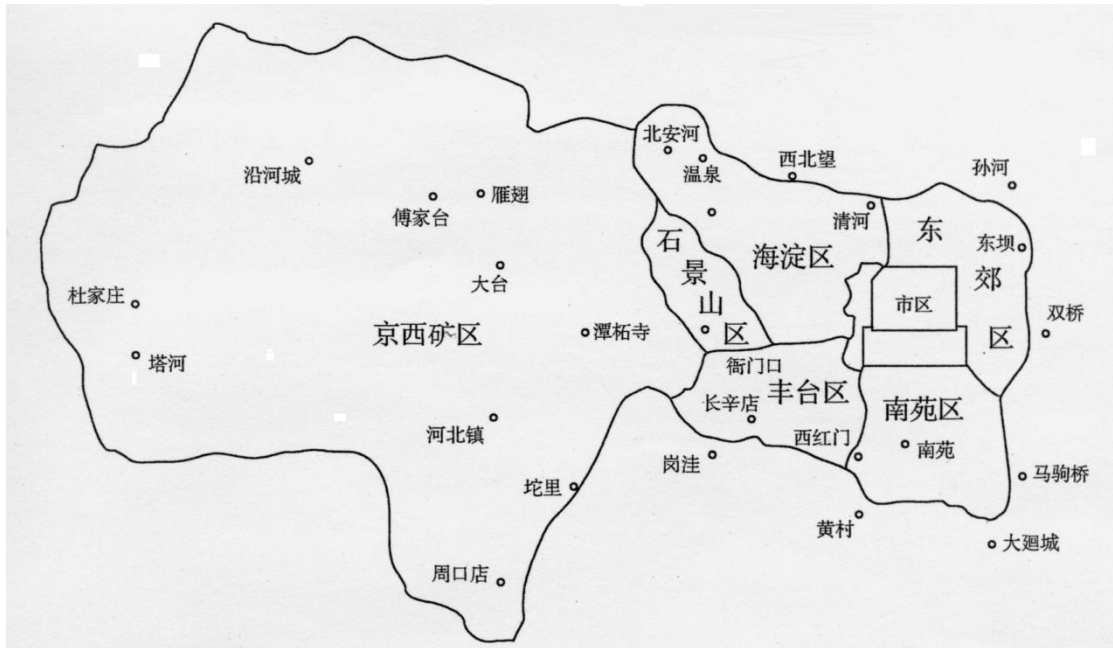 北安河
温泉
西北望
孙河
沿河城
雁翅
傅家台
清河
东郊区
东坝
石景山区
海淀区
大台
杜家庄
市区
双桥
京西矿区
潭柘寺
塔河
衙门口
丰台区
长辛店
南苑区
河北镇
西红门
南苑
岗洼
坨里
马驹桥
黄村
大廻城
周口店